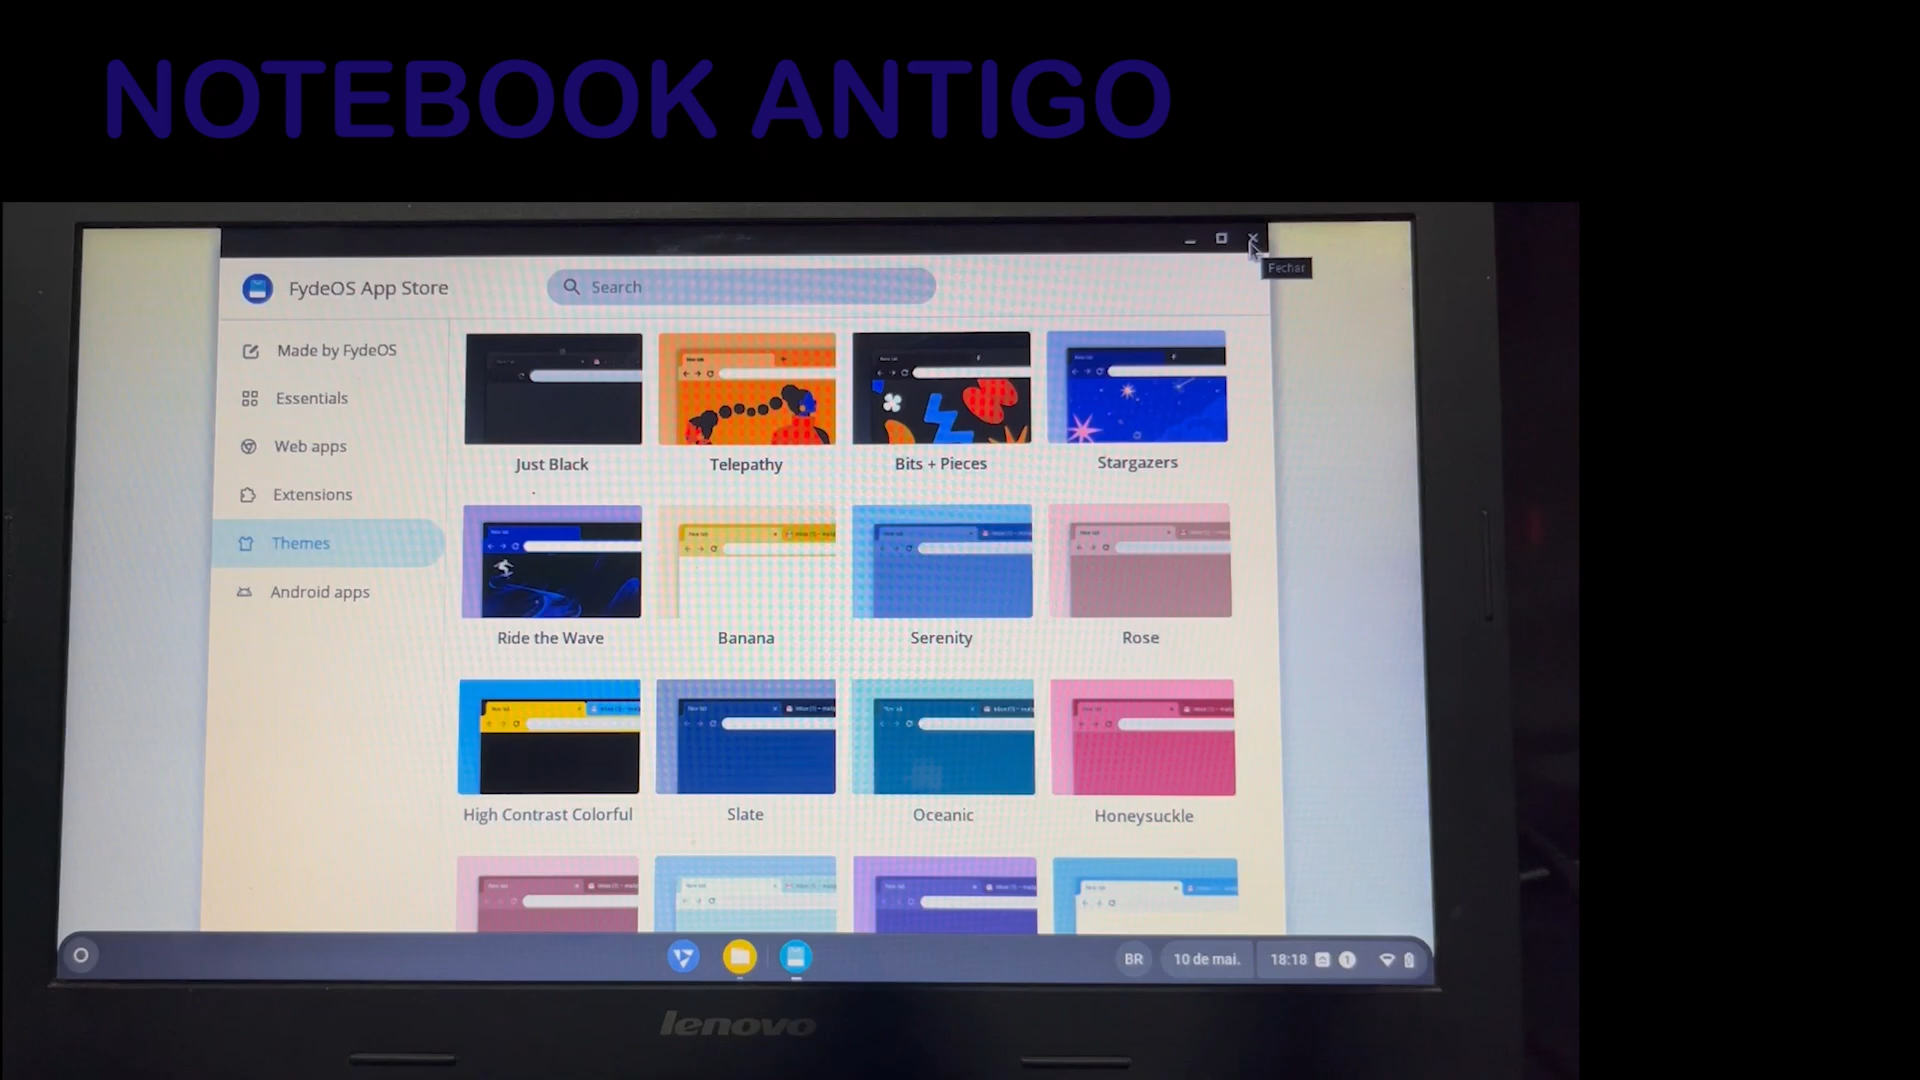 NOTEBOOK ANTIGO
Fechar
FydeOS App Store
Search
Made by FydeOS
Essentials
Web apps
Extensions
Themes
Android apps
Just Black
Telepathy
Bits + Pieces
Stargazers
Ride the Wave
Banana
Serenity
Rose
High Contrast Colorful
Slate
Oceanic
Honeysuckle
BR
10 de mai.
18:18
1
lenovo